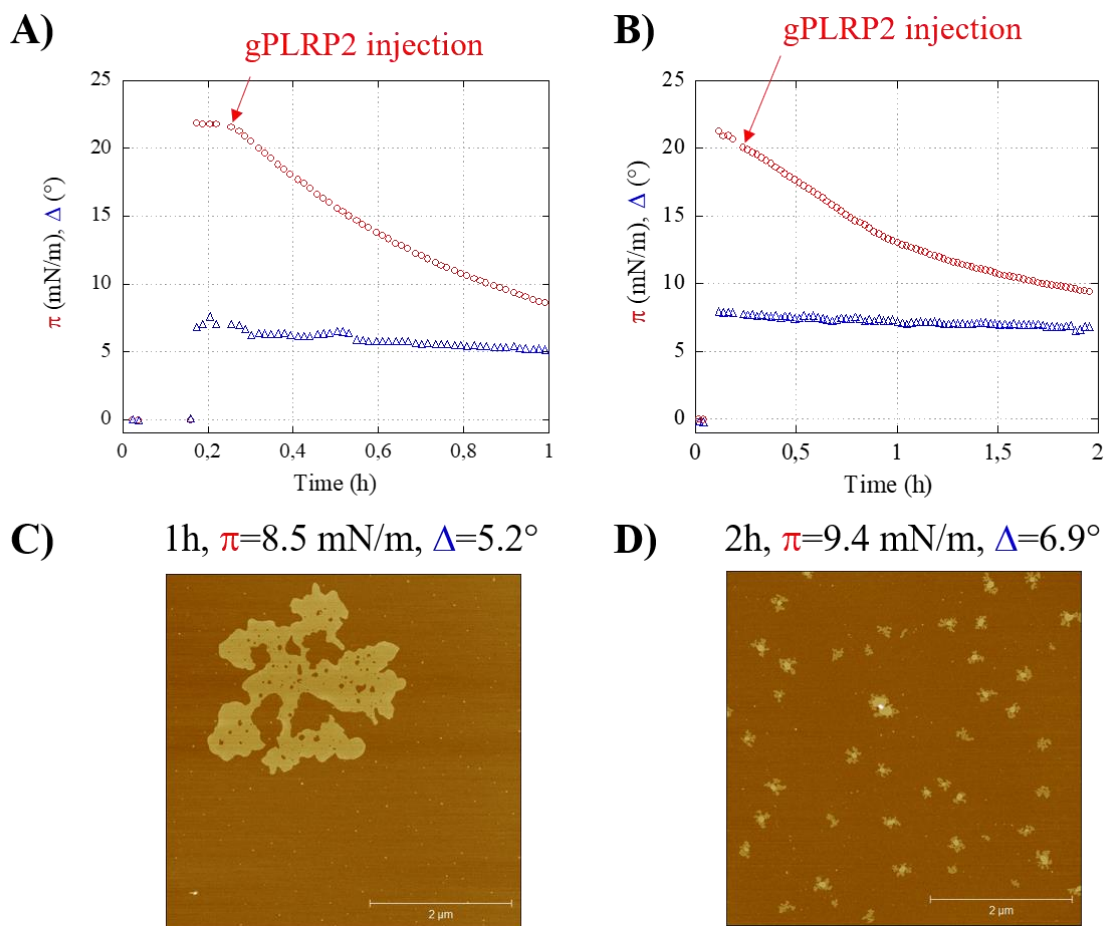 A)
gPLRP2 injection
25
20
15
10
5
0
π (mN/m), Δ (°)
0
0,2
0,4
0,6
0,8
1
Time (h)
B)
gPLRP2 injection
25
20
15
10
5
0
π (mN/m), Δ (°)
0
0,5
1
1,5
2
Time (h)
C)
1h, π=8.5 mN/m, Δ=5.2°
2 μm
D)
2h, π=9.4 mN/m, Δ=6.9°
2 μm